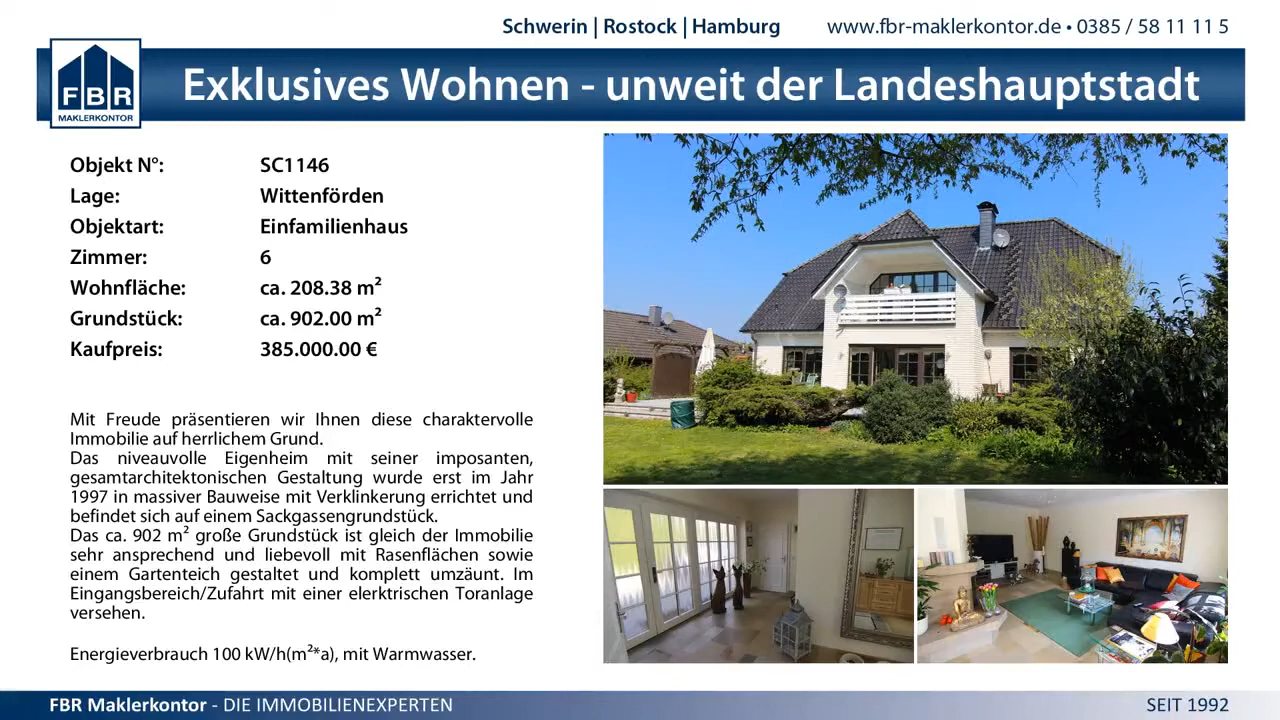 Schwerin | Rostock | Hamburg
www.fbr-maklerkontor.de • 0385 / 58 11 11 5
FBR
MAKLERKONTOR
Exklusives Wohnen - unweit der Landeshauptstadt
Objekt N°: SC1146
Lage: Wittenförden
Objektart: Einfamilienhaus
Zimmer: 6
Wohnfläche: ca. 208.38 m²
Grundstück: ca. 902.00 m²
Kaufpreis: 385.000.00 €
Mit Freude präsentieren wir Ihnen diese charaktervolle
Immobilie auf herrlichem Grund.
Das niveauvolle Eigenheim mit seiner imposanten,
gesamtarchitektonischen Gestaltung wurde erst im Jahr
1997 in massiver Bauweise mit Verklinkerung errichtet und
befindet sich auf einem Sackgassengrundstück.
Das ca. 902 m² große Grundstück ist gleich der Immobilie
sehr ansprechend und liebevoll mit Rasenflächen sowie
einem Gartenteich gestaltet und komplett umzäunt. Im
Eingangsbereich/Zufahrt mit einer elerktrischen Toranlage
versehen.
Energieverbrauch 100 kW/h(m²*a), mit Warmwasser.
FBR Maklerkontor - DIE IMMOBILIENEXPERTEN
SEIT 1992